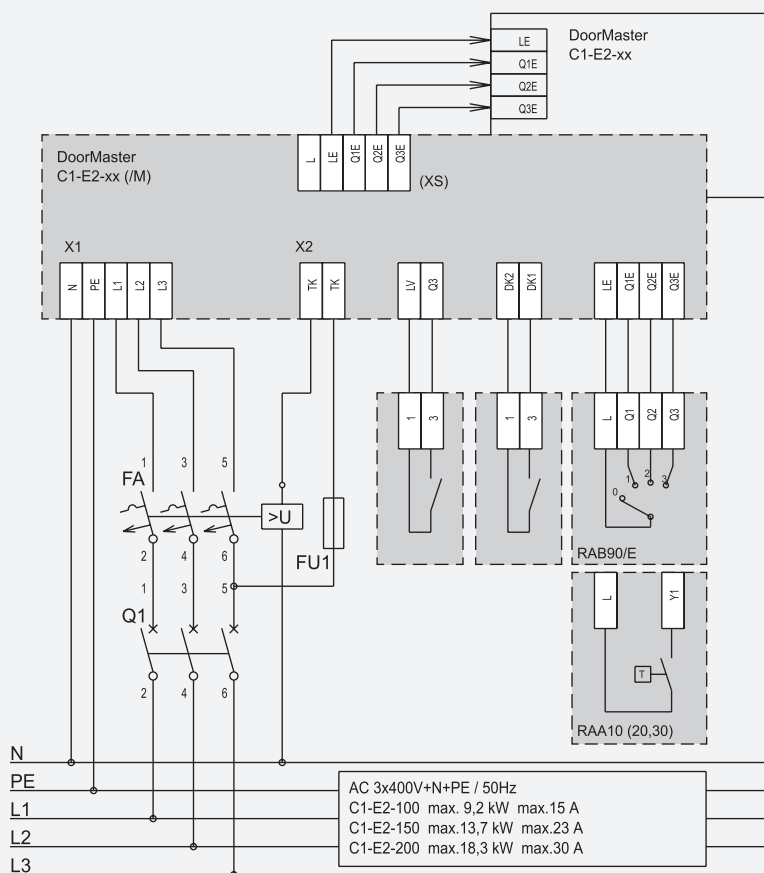 LE
Q1E
Q2E
Q3E
DoorMaster
C1-E2-xx
DoorMaster
C1-E2-xx (/M)
L
LE
Q1E
Q2E
Q3E
(XS)
X1
X2
N
PE
L1
L2
L3
TK
TK
LV
Q3
DK2
DK1
LE
Q1E
Q2E
Q3E
1
3
1
3
L
Q1
Q2
Q3
0
1
2
3
RAB90/E
1
3
5
FA
>U
FU1
2
4
6
1
3
5
Q1
2
4
6
L
Y1
T
RAA10 (20,30)
N
PE
L1
L2
L3
AC 3x400V+N+PE / 50Hz
C1-E2-100 max. 9,2 kW max.15 A
C1-E2-150 max.13,7 kW max.23 A
C1-E2-200 max.18,3 kW max.30 A